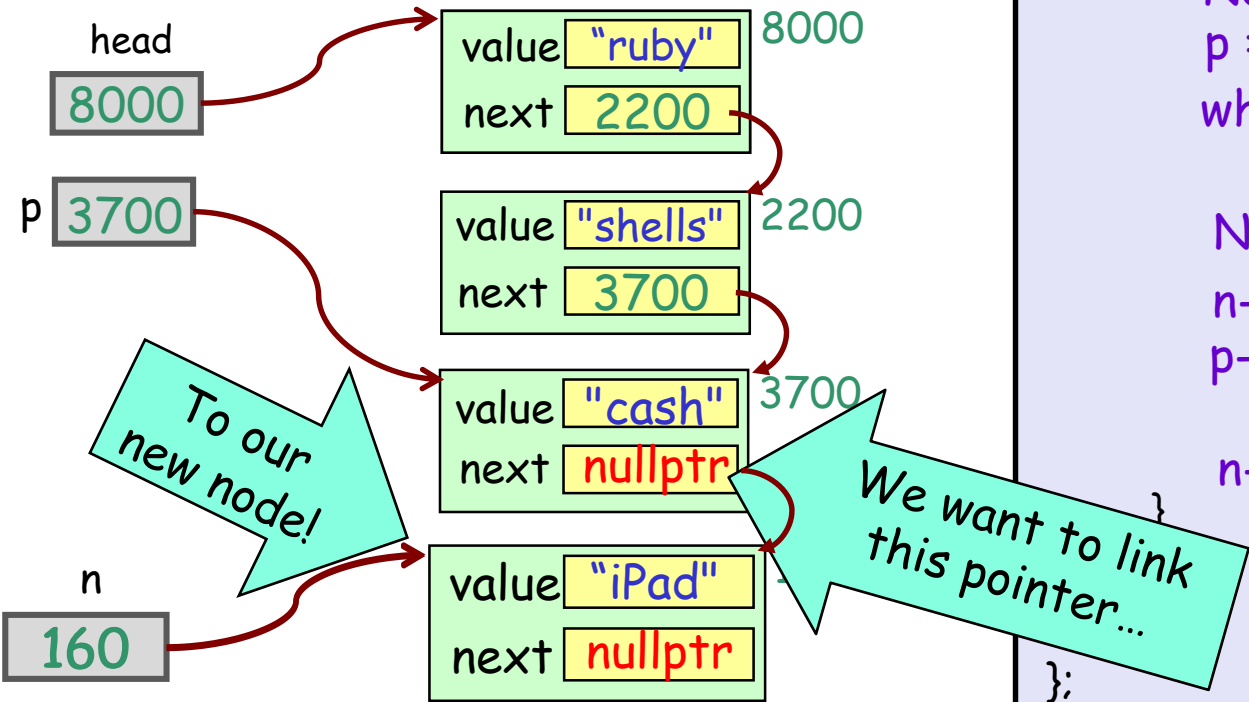 head
8000
p
3700
value "ruby"
next 2200
8000
value "shells"
next 3700
2200
value "cash"
next nullptr
3700
To our
new node!
We want to link
this pointer...
n
160
value "iPad"
next nullptr
p
n-
p-
n-
}
};